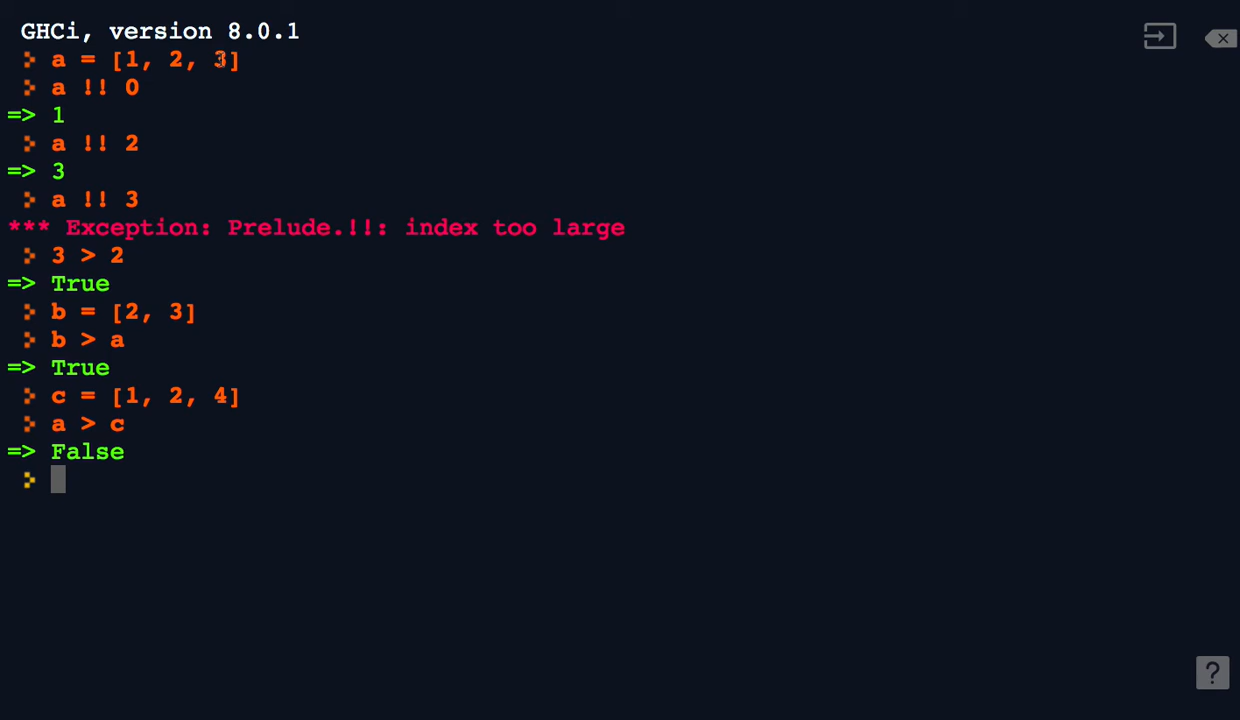 GHCi, version 8.0.1
a = [1, 2, 3]
a !! 0
=> 1
a !! 2
=> 3
a !! 3
*** Exception: Prelude.!!: index too large
3 > 2
=> True
b = [2, 3]
b > a
=> True
c = [1, 2, 4]
a > c
=> False
?